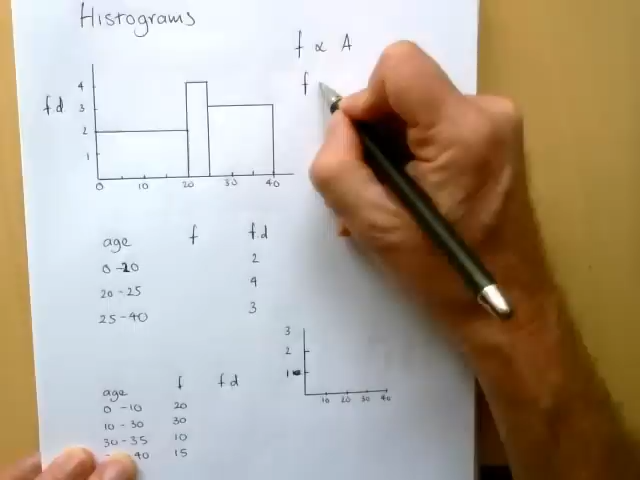 Histograms
f ∝ A
f
f.d.
4
3
2
1
0 10 20 30 40
age f f.d
0-20 2
20-25 4
25-40 3
3
2
1
10 20 30 40
age f fd
0-10 20
10-30 30
30-35 10
-40 15